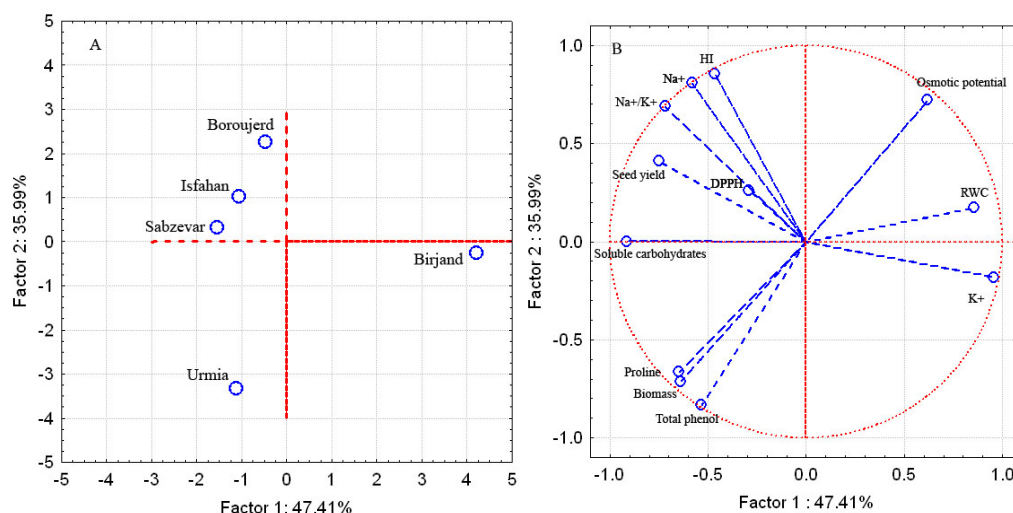 A
5
4
3
2
1
0
-1
-2
-3
-4
-5
Factor 2: 35.99%
Boroujerd
Isfahan
Sabzevar
Birjand
Urmia
-5 -4 -3 -2 -1 0 1 2 3 4 5
Factor 1: 47.41%
B
1.0
0.5
0.0
-0.5
-1.0
Factor 2 : 35.99%
HI
Na+
Osmotic potential
Na+/K+
Seed yield
DPPH
RWC
Soluble carbohydrates
K+
Proline
Biomass
Total phenol
-1.0 -0.5 0.0 0.5 1.0
Factor 1 : 47.41%